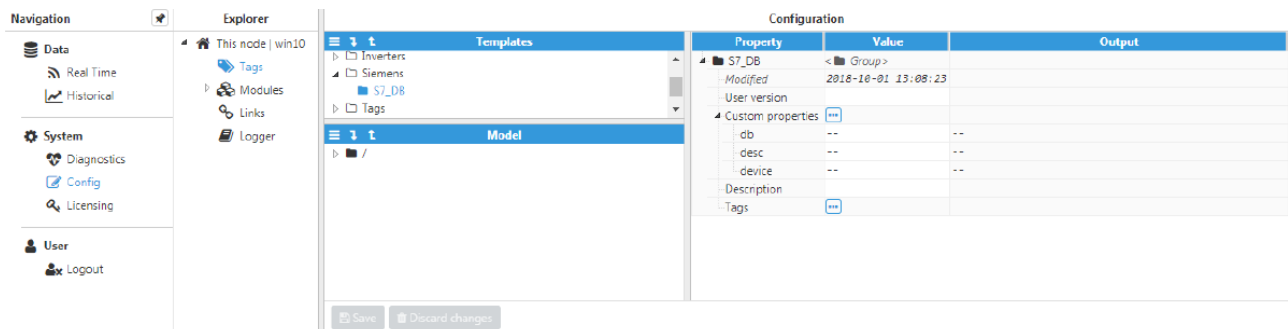 Navigation
Data
Real Time
Historical
System
Diagnostics
Config
Licensing
User
Logout
Explorer
This node | win10
Tags
Modules
Links
Logger
Configuration
Templates
Inverters
Siemens
S7_DB
Tags
Model
/
Property Value Output
S7_DB < Group>
Modified 2018-10-01 13:08:23
User version
Custom properties
db -- --
desc -- --
device -- --
Description
Tags
Save Discard changes